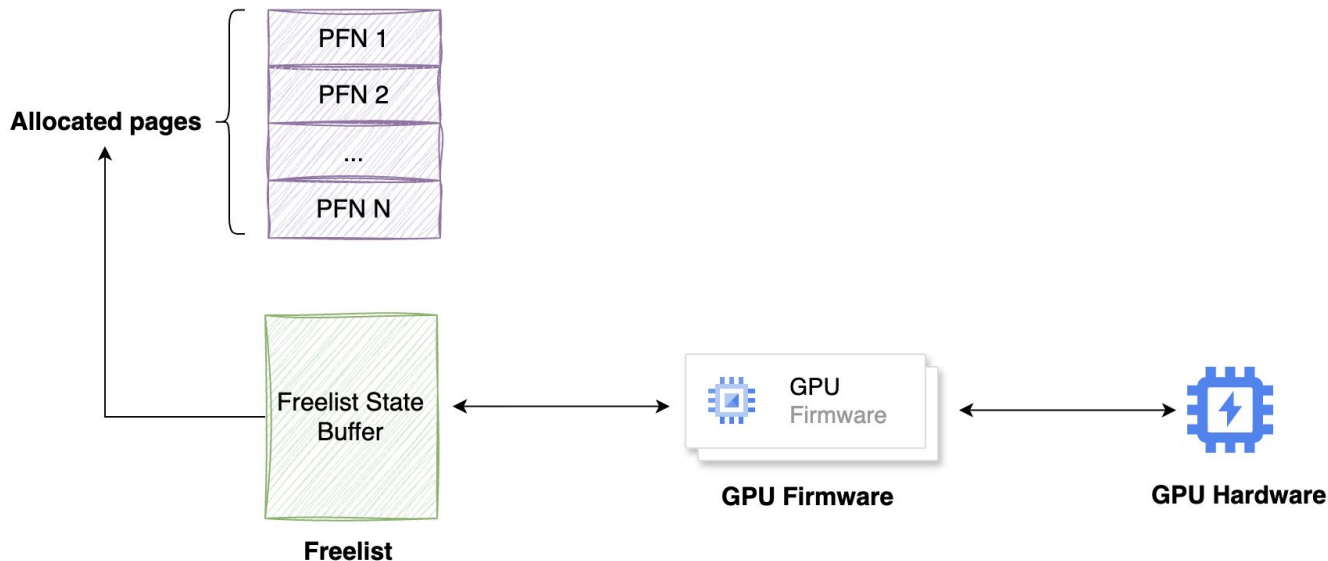 PFN 1
PFN 2
Allocated pages
...
PFN N
Freelist State
Buffer
GPU
Firmware
GPU Firmware
GPU Hardware
Freelist